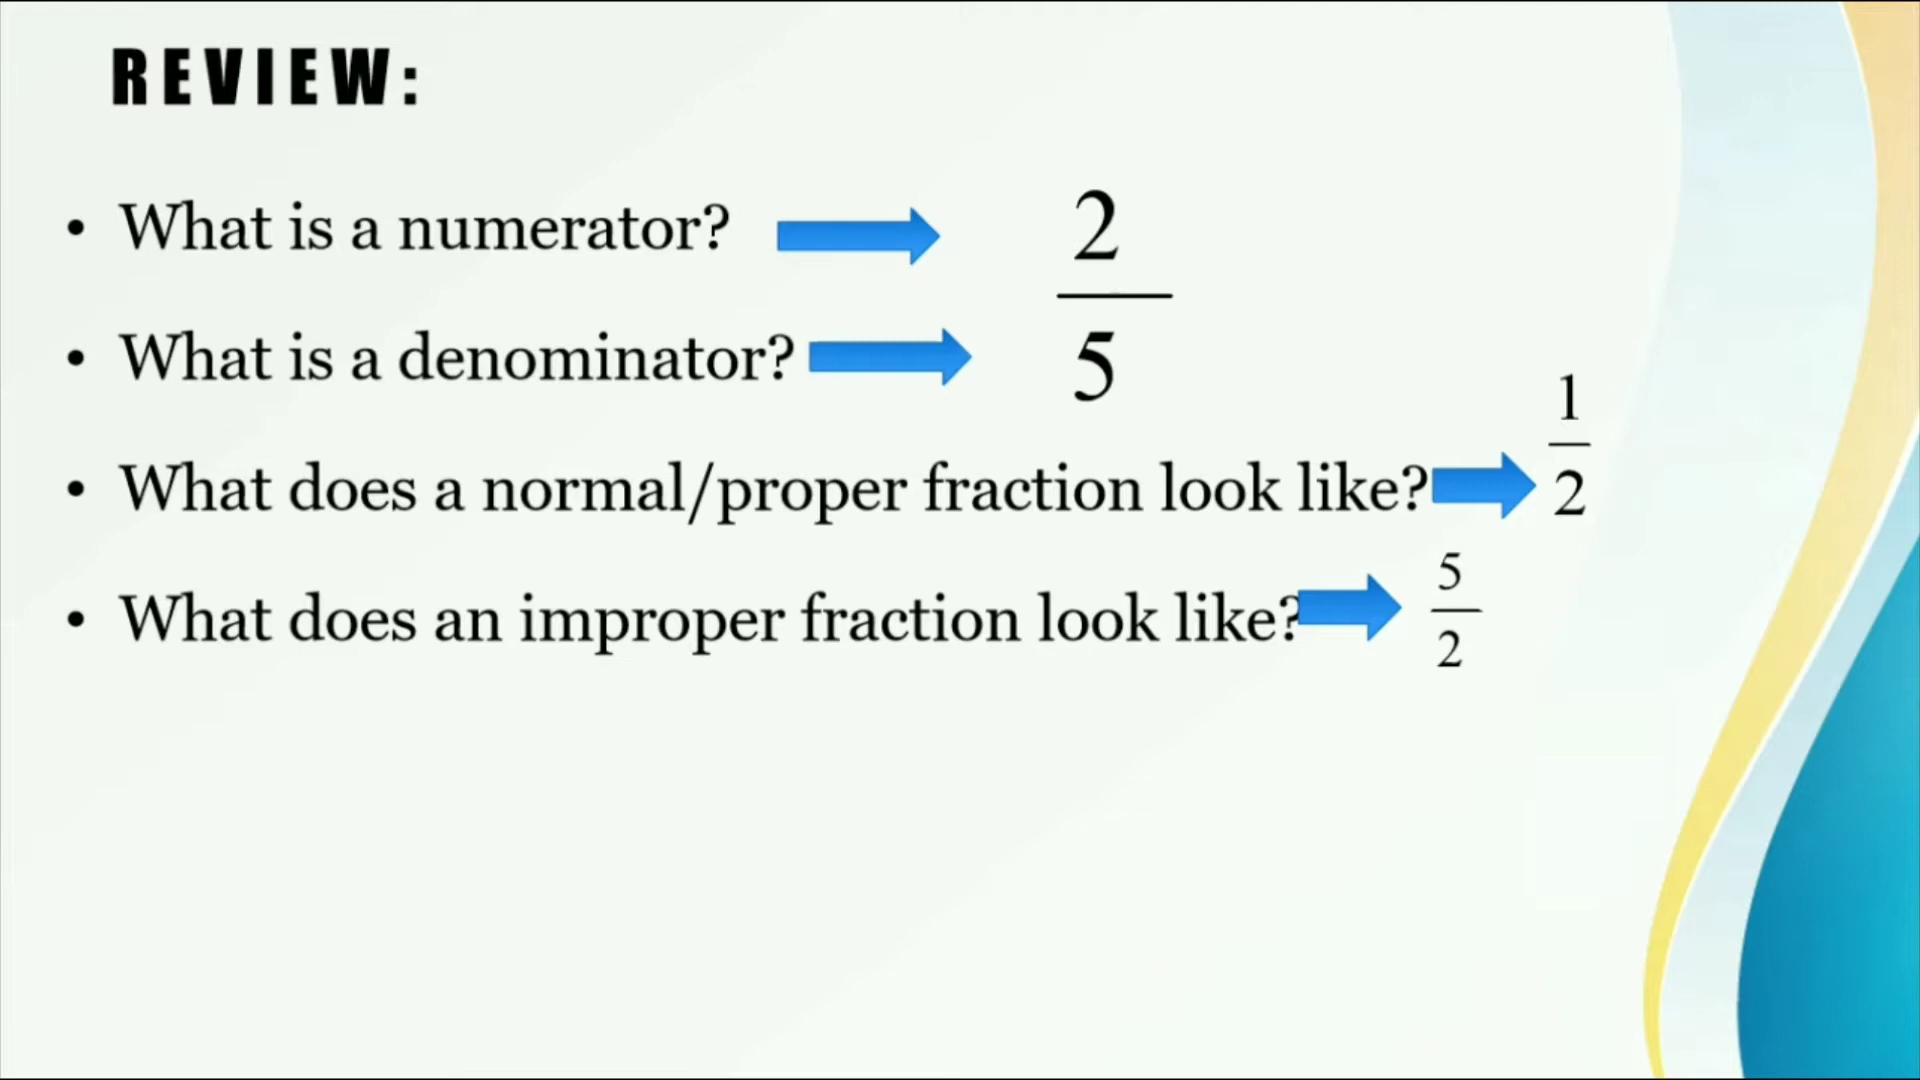 REVIEW:
• What is a numerator? 2
• What is a denominator? 5
• What does a normal/proper fraction look like? 1/2
• What does an improper fraction look like? 5/2